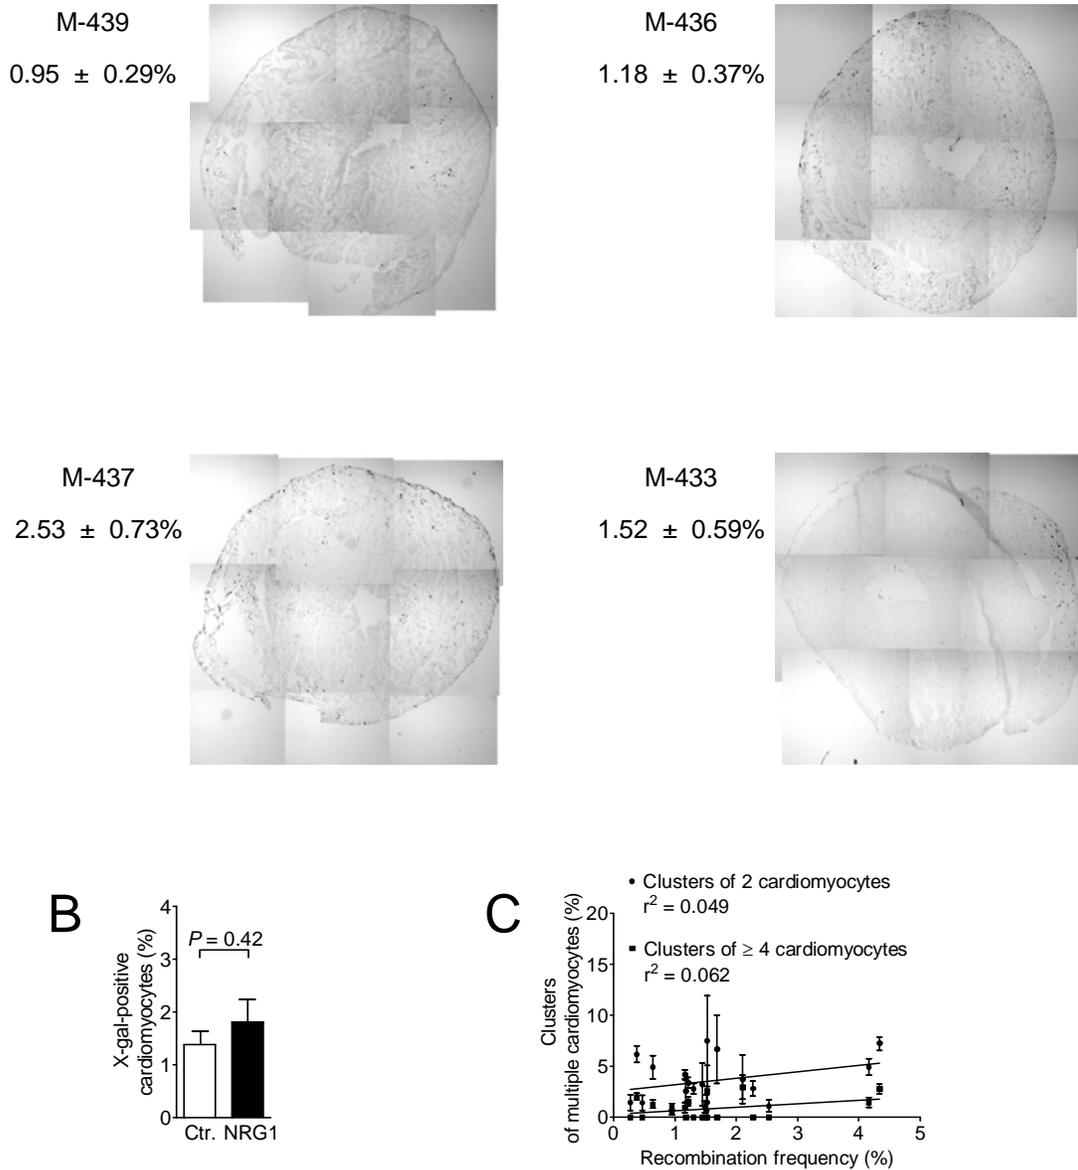 M-439
0.95 ± 0.29%
M-436
1.18 ± 0.37%
M-437
2.53 ± 0.73%
M-433
1.52 ± 0.59%
B
X-gal-positive
cardiomyocytes (%)
4
3
2
1
0
P = 0.42
Ctr. NRG1
C
Clusters
of multiple cardiomyocytes (%)
20
15
10
5
0
Clusters of 2 cardiomyocytes
r² = 0.049
Clusters of ≥ 4 cardiomyocytes
r² = 0.062
0 1 2 3 4 5
Recombination frequency (%)